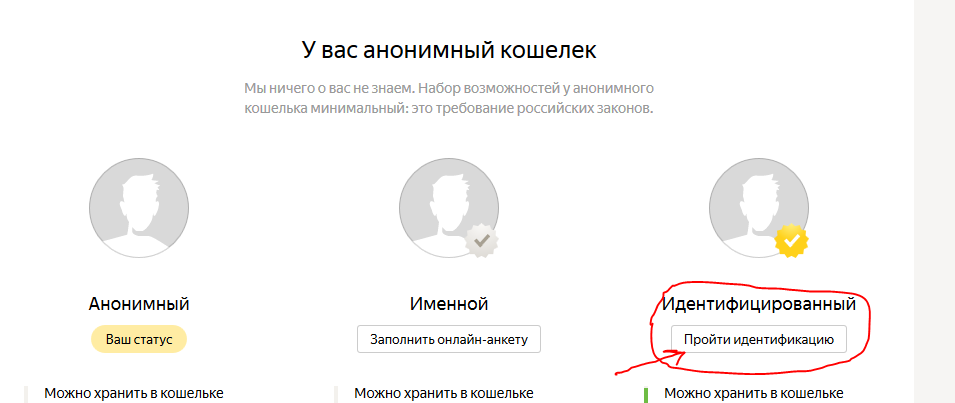 У вас анонимный кошелек
Мы ничего о вас не знаем. Набор возможностей у анонимного
кошелька минимальный: это требование российских законов.
Анонимный
Именной
Идентифицированный
Ваш статус
Заполнить онлайн-анкету
Пройти идентификацию
Можно хранить в кошельке
Можно хранить в кошельке
Можно хранить в кошельке